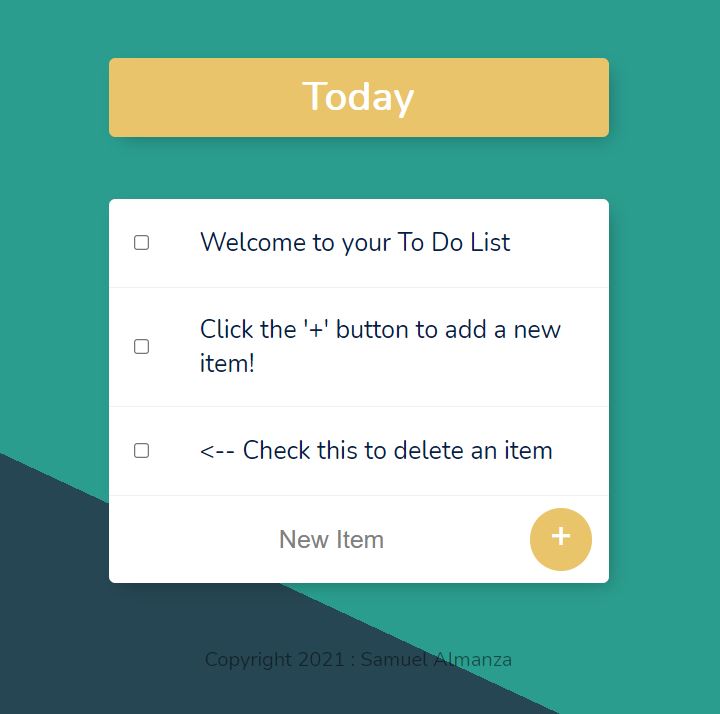 Today
Welcome to your To Do List
Click the '+' button to add a new
item!
<-- Check this to delete an item
New Item
+
Copyright 2021 : Samuel Almanza